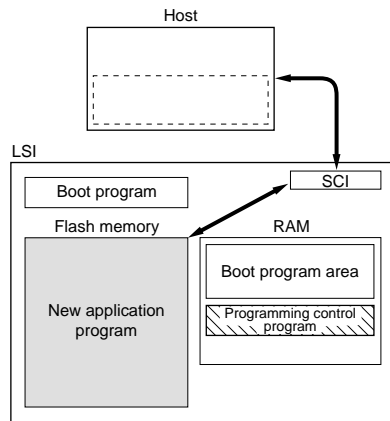 Host
LSI
SCI
Boot program
Flash memory
RAM
New application
program
Boot program area
Programming control
program